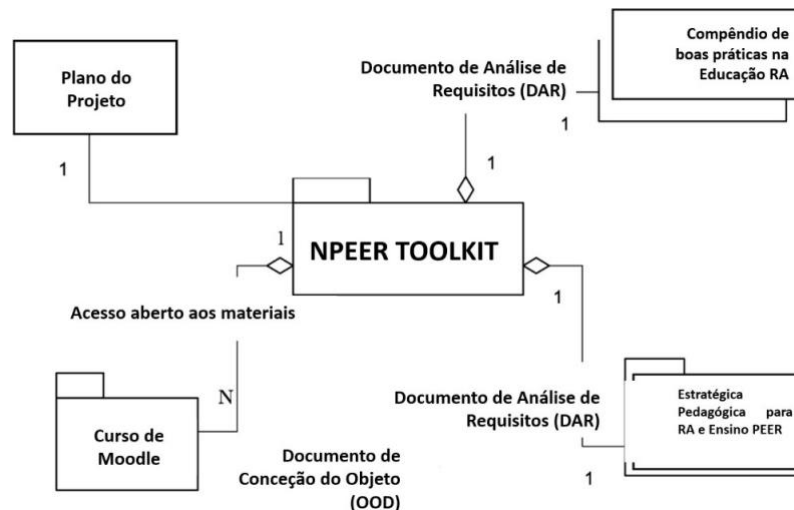 Plano do
Projeto
1
Documento de Análise de
Requisitos (DAR)
1
1
Compêndio de
boas práticas na
Educação RA
NPEER TOOLKIT
1
1
Acesso aberto aos materiais
N
Curso de
Moodle
Documento de
Conceção do Objeto
(OOD)
Documento de Análise de
Requisitos (DAR)
1
Estratégica
Pedagógica para
RA e Ensino PEER